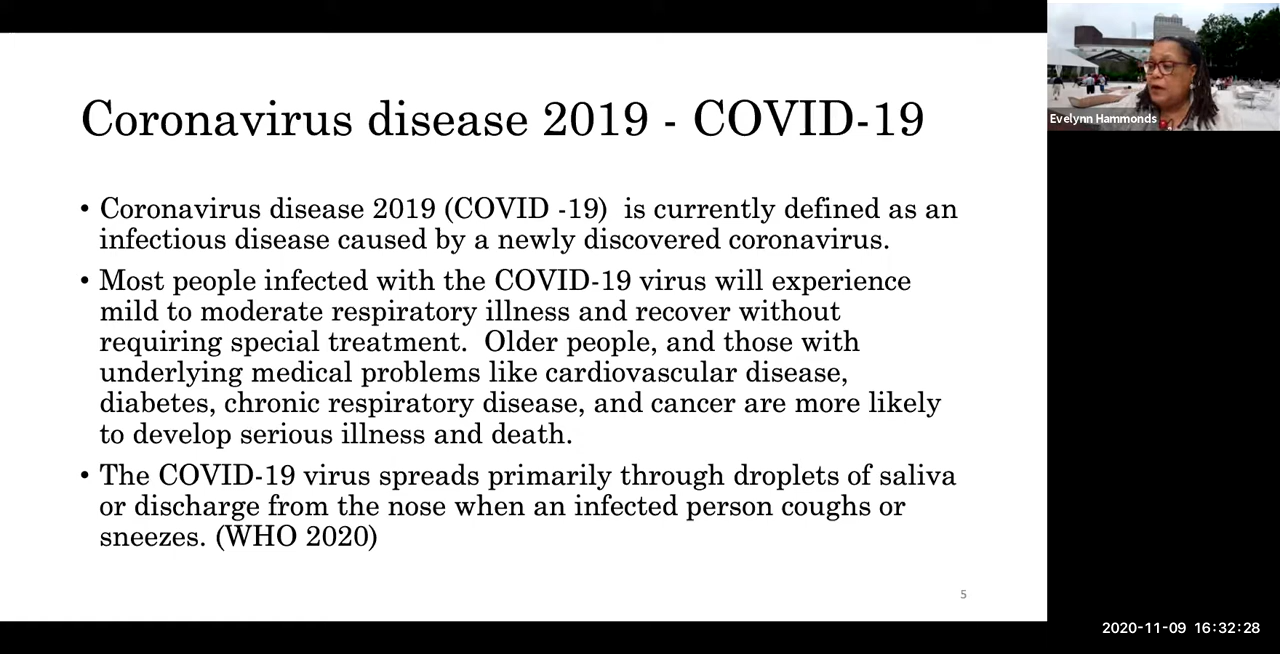 Coronavirus disease 2019 - COVID-19
• Coronavirus disease 2019 (COVID -19)  is currently defined as an
infectious disease caused by a newly discovered coronavirus.
• Most people infected with the COVID-19 virus will experience
mild to moderate respiratory illness and recover without
requiring special treatment.  Older people, and those with
underlying medical problems like cardiovascular disease,
diabetes, chronic respiratory disease, and cancer are more likely
to develop serious illness and death.
• The COVID-19 virus spreads primarily through droplets of saliva
or discharge from the nose when an infected person coughs or
sneezes. (WHO 2020)
5
Evelynn Hammonds
2020-11-09 16:32:28